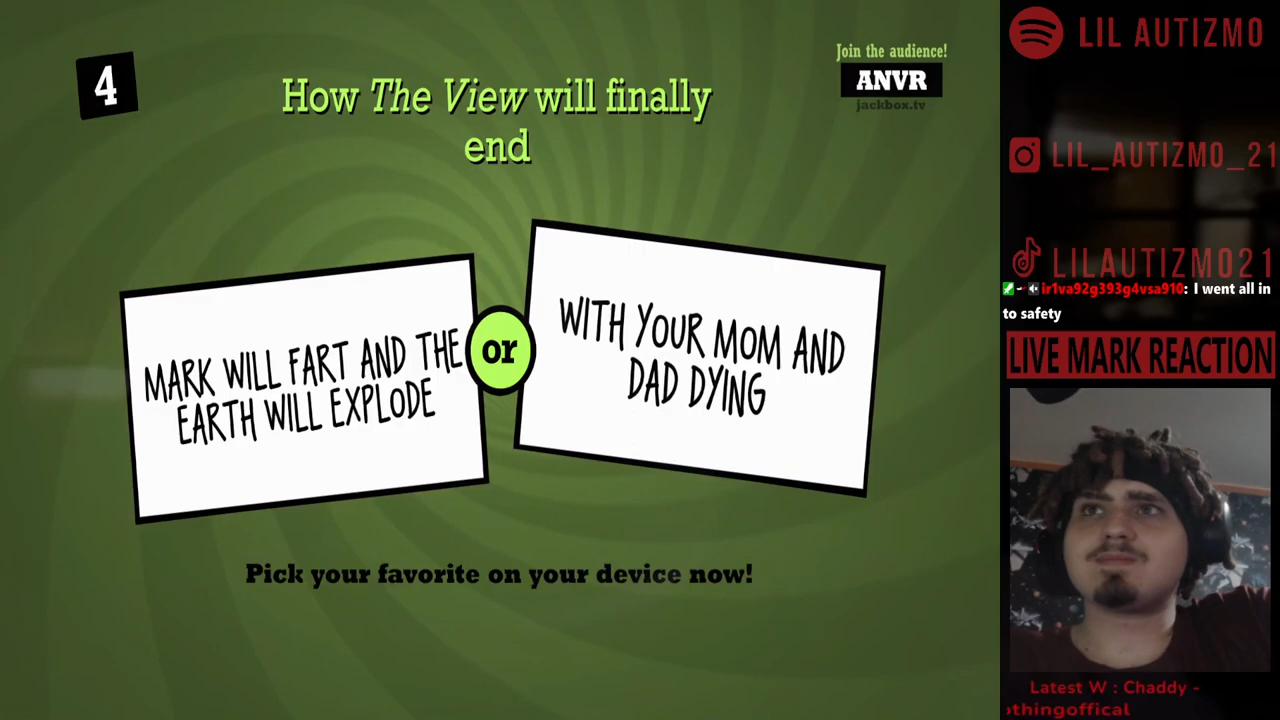 4
How The View will finally
end
Join the audience!
ANVR
jackbox.tv
MARK WILL FART AND THE
EARTH WILL EXPLODE
or
WITH YOUR MOM AND
DAD DYING
Pick your favorite on your device now!
LIL AUTIZMO
LIL_AUTIZMO_21
LILAUTIZMO21
ir1va92g393g4vsa910: I went all in
to safety
LIVE MARK REACTION
Latest W : Chaddy -
othingoffical